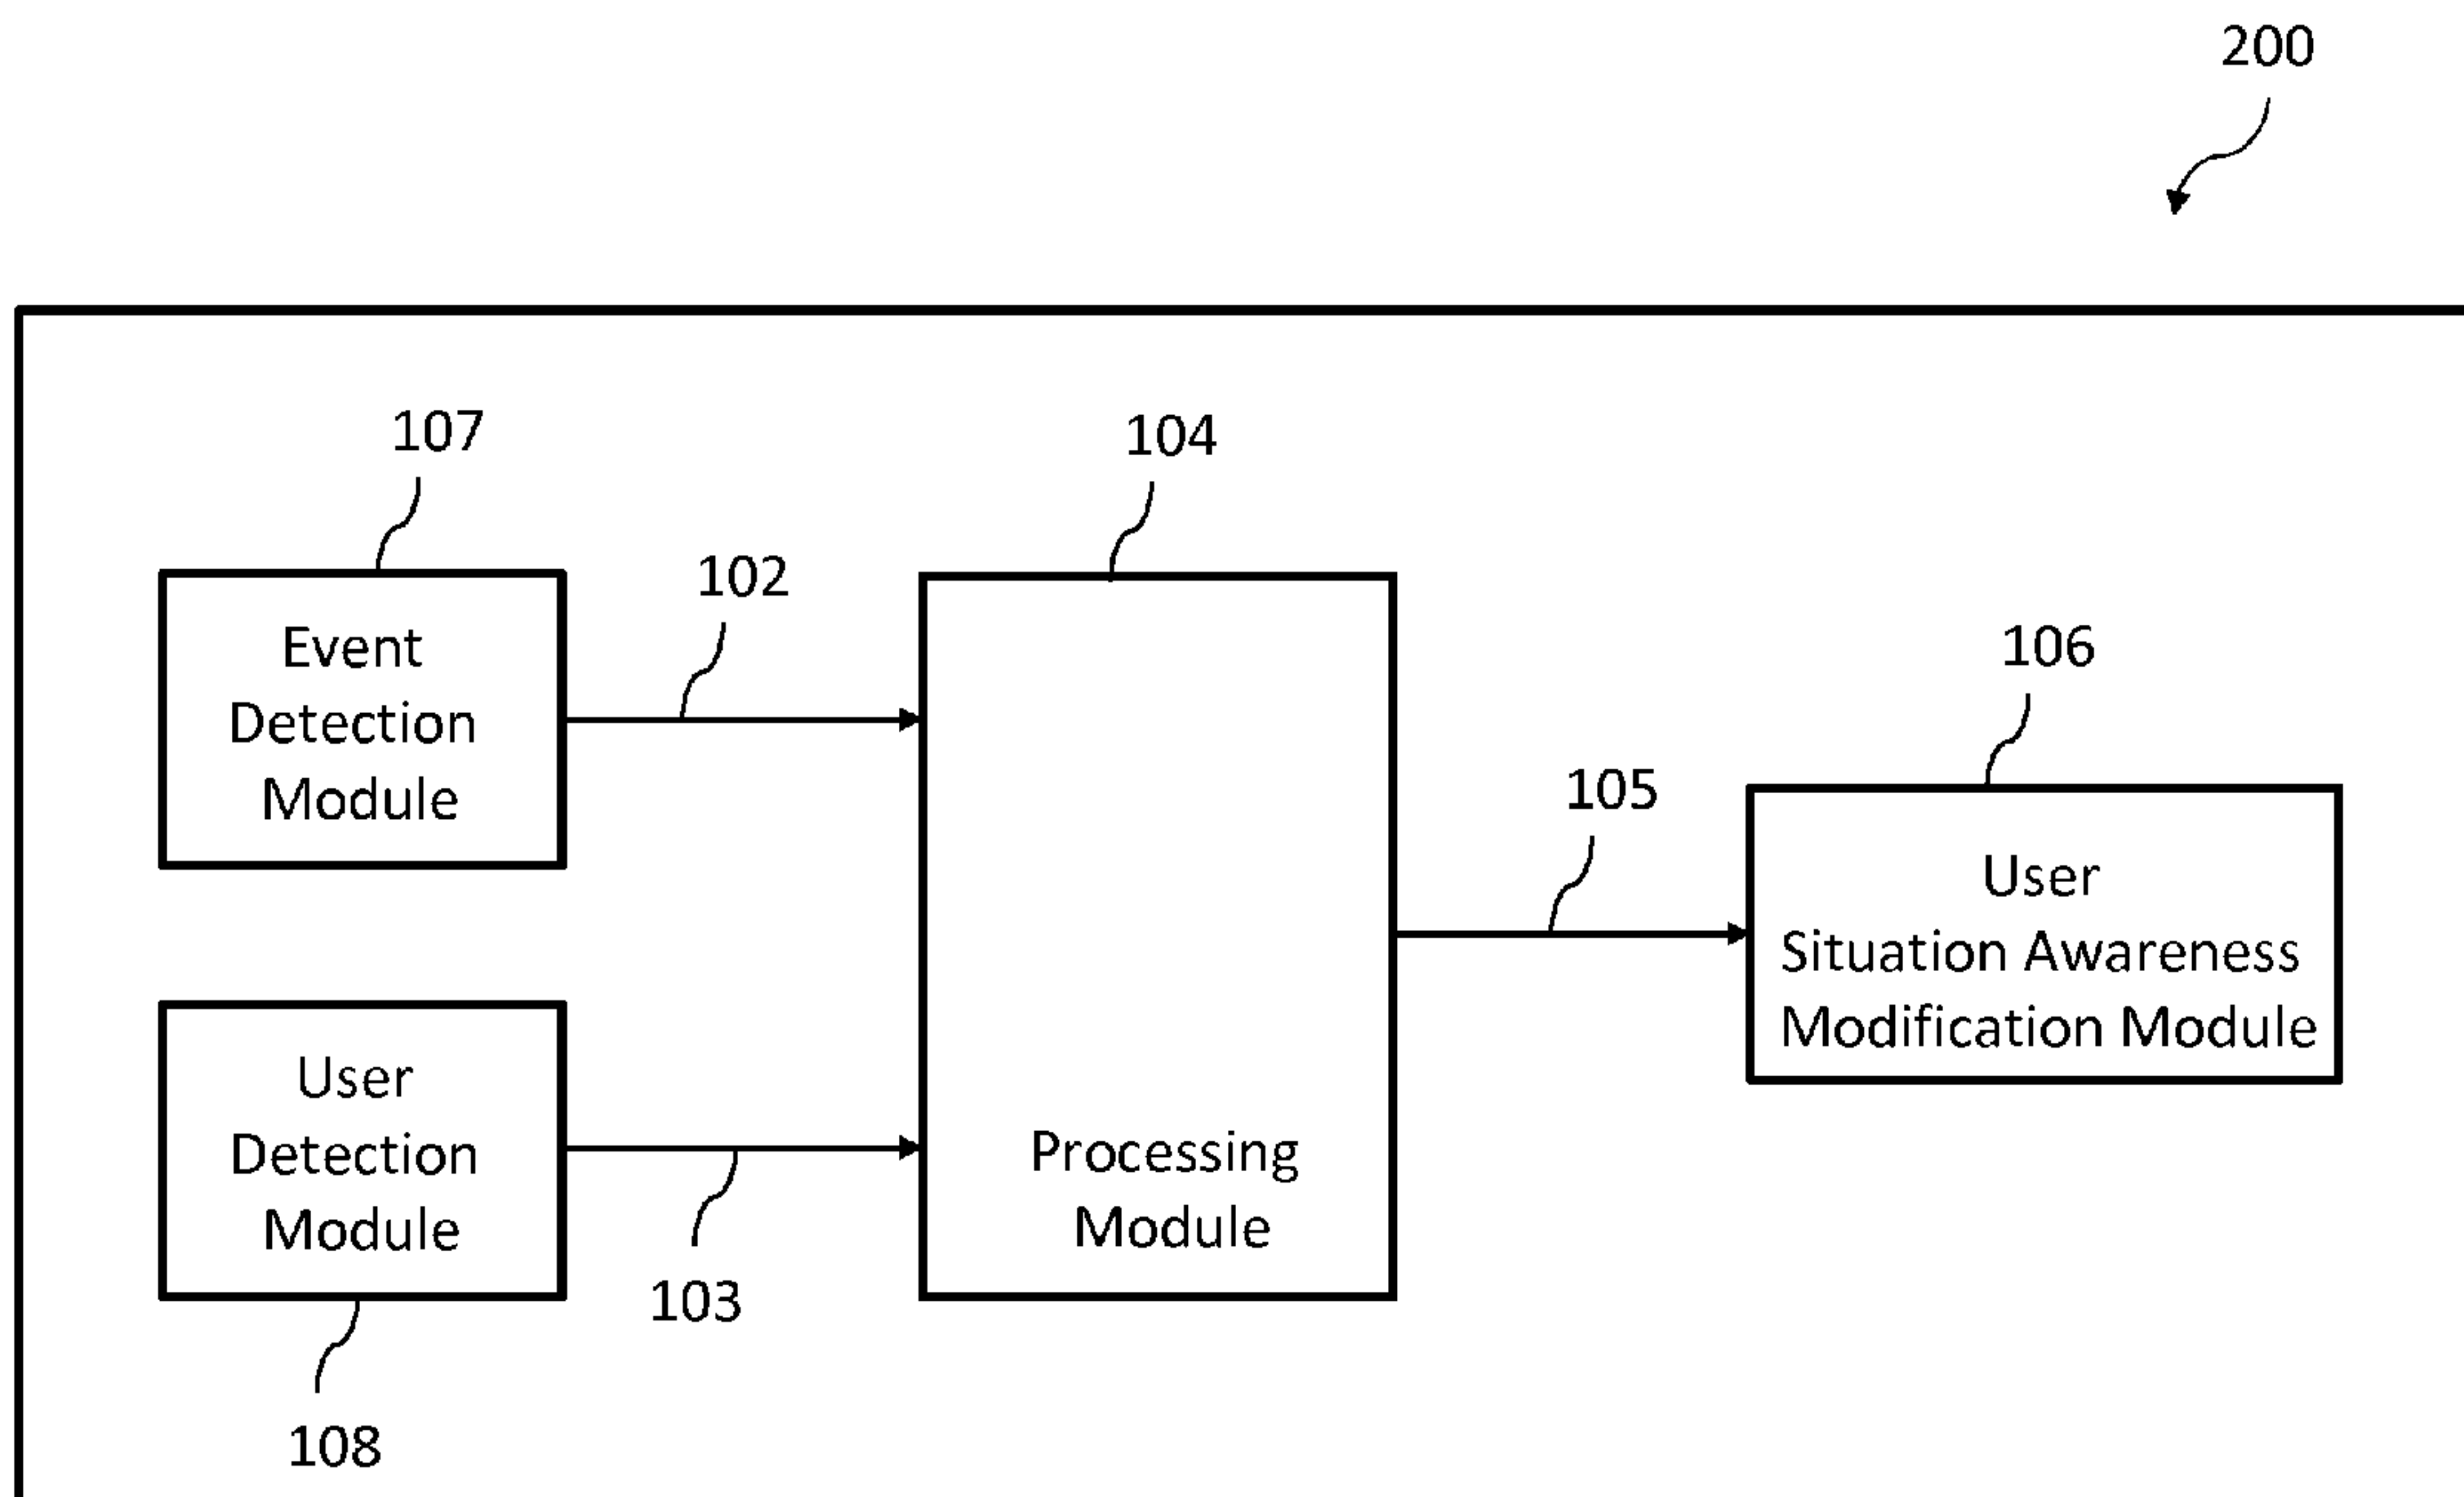 200
107
104
102
Event
Detection
Module
106
105
User
Situation Awareness
Modification Module
User
Detection
Module
Processing
Module
103
108